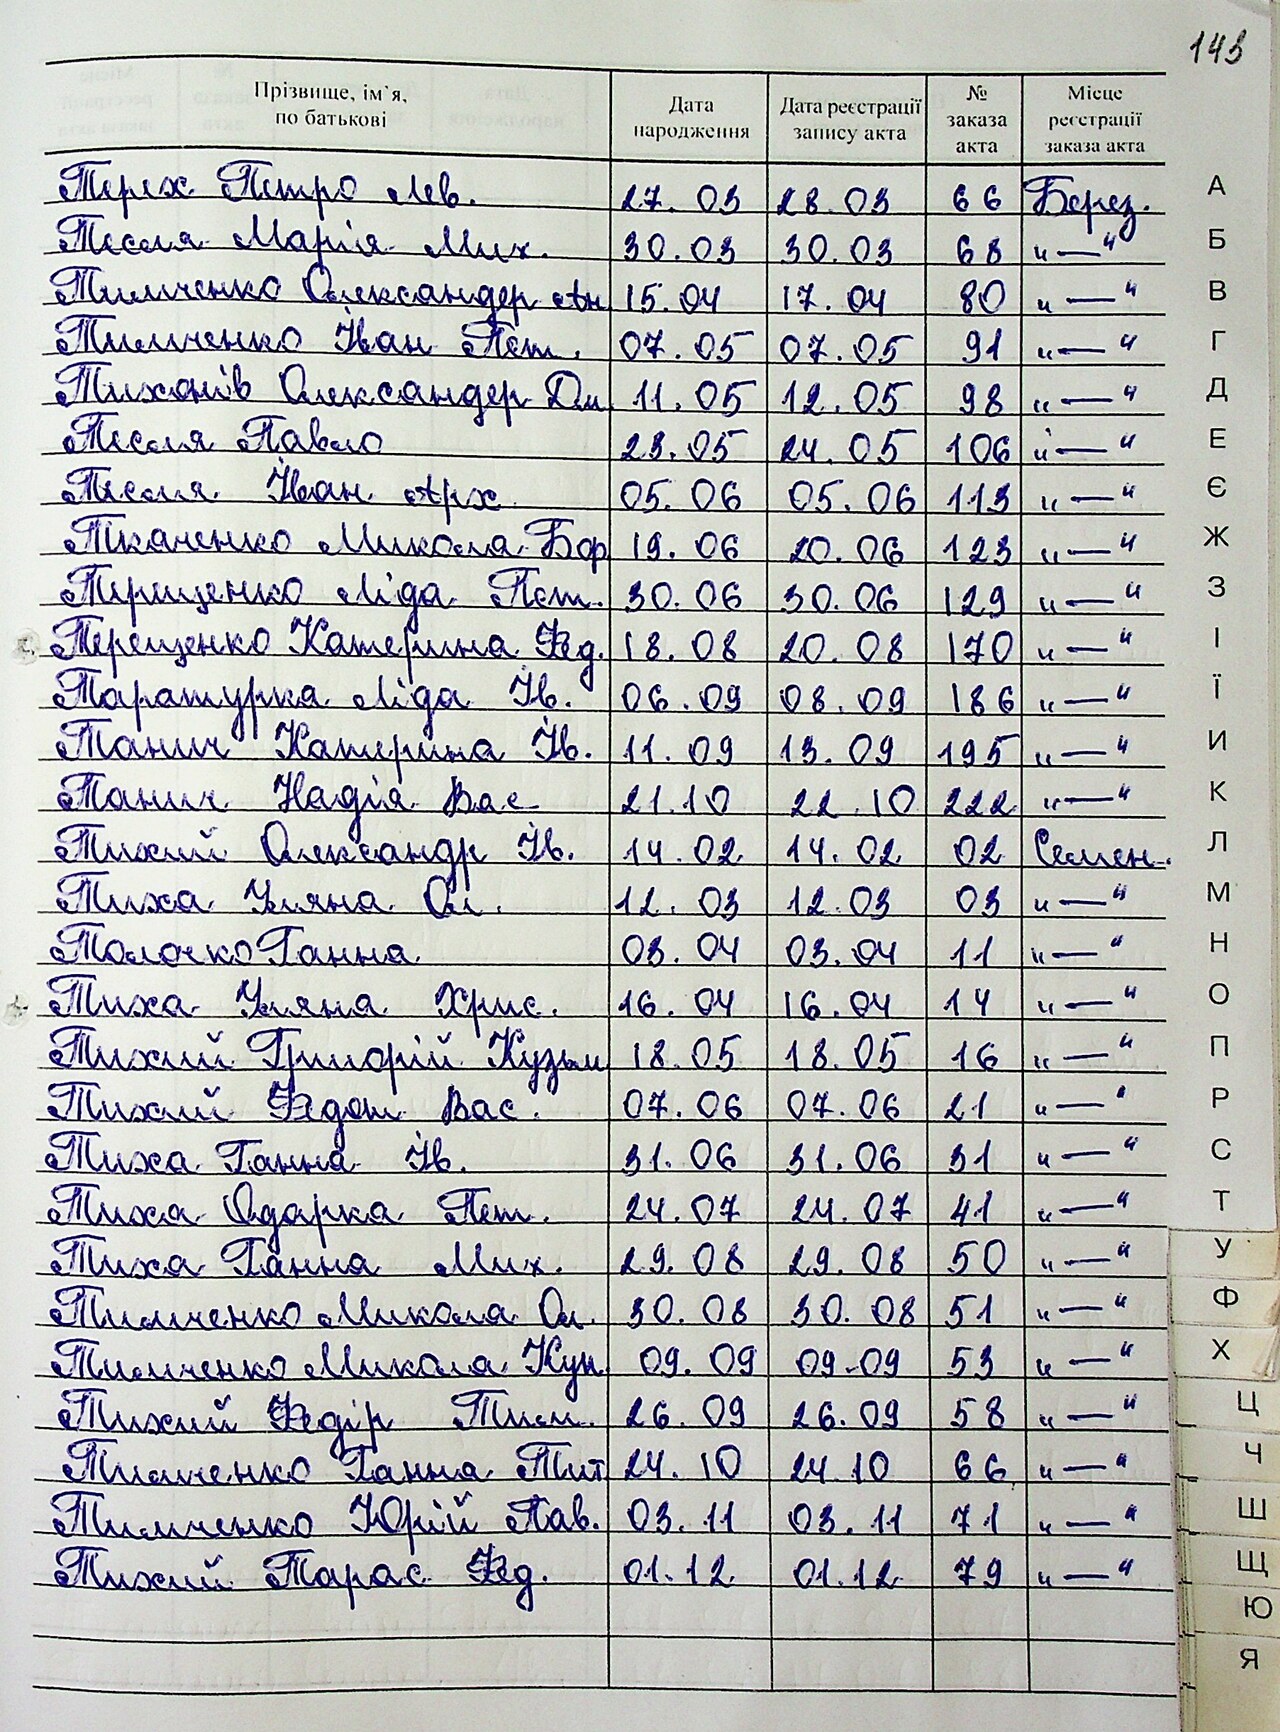 143
Прізвище, ім'я, по батькові Дата народження Дата реєстрації запису акта № заказа акта Місце реєстрації заказа акта
Терех Петро Лев. 27.03 28.03 66 Берез. А
Тесля Марія Мих. 30.03 30.03 68 "—" Б
Тимченко Олександер Ан. 15.04 17.04 80 "—" В
Тимченко Іван Пет. 07.05 07.05 91 "—" Г
Тихонів Олександер Дм. 11.05 12.05 98 "—" Д
Тесля Павло 23.05 24.05 106 "—" Е
Тесля Іван Арх. 05.06 05.06 113 "—" Є
Ткаченко Микола Бор 19.06 20.06 123 "—" Ж
Терещенко Ліда Пет. 30.06 30.06 129 "—" З
Терещенко Катерина Фед. 18.08 20.08 170 "—" І
Таратурка Ліда Ів. 06.09 08.09 186 "—" Ї
Танич Катерина Ів. 11.09 13.09 195 "—" И
Танич Надія Вас 21.10 22.10 222 "—" К
Тихий Олександр Ів. 14.02 14.02 02 Семен. Л
Тиха Уляна Ол. 12.03 12.03 03 "—" М
Толочко Ганна 03.04 03.04 11 "—" Н
Тиха Уляна Хрис. 16.04 16.04 14 "—" О
Тихий Григорій Кузьм 18.05 18.05 16 "—" П
Тихий Федот Вас. 07.06 07.06 21 "—" Р
Тиха Ганна Ів. 31.06 31.06 31 "—" С
Тиха Одарка Пет. 24.07 24.07 41 "—" Т
Тиха Ганна Мих. 29.08 29.08 50 "—" У
Тимченко Микола Ол. 30.08 30.08 51 "—" Ф
Тимченко Микола Куп 09.09 09.09 53 "—" Х
Тихий Федір Тим. 26.09 26.09 58 "—" Ц
Тимченко Ганна Тит 24.10 24.10 66 "—" Ч
Тимченко Юрій Пав. 03.11 03.11 71 "—" Ш
Тихий Тарас Фед. 01.12 01.12 79 "—" Щ
Ю
Я